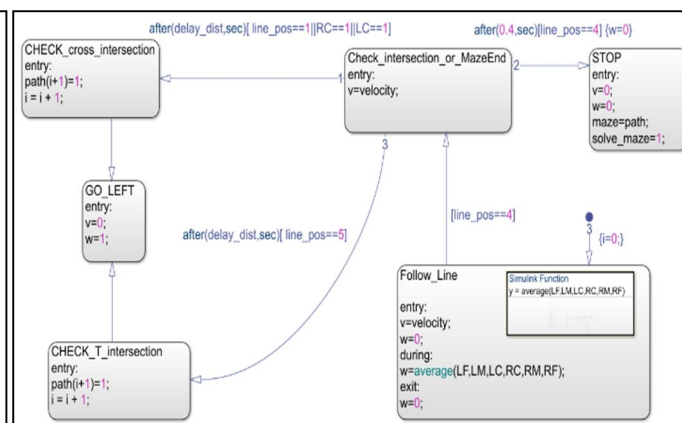 after(delay_dist,sec)[ line_pos==1||RC==1||LC==1]
after(0.4,sec)[line_pos==4] {w=0}
CHECK_cross_intersection
entry:
path(i+1)=1;
i = i + 1;
1
Check_intersection_or_MazeEnd
entry:
v=velocity;
2
STOP
entry:
v=0;
w=0;
maze=path;
solve_maze=1;
3
GO_LEFT
entry:
v=0;
w=1;
after(delay_dist,sec)[ line_pos==5]
[line_pos==4]
3
{i=0;}
Follow_Line
entry:
v=velocity;
w=0;
during:
w=average(LF,LM,LC,RC,RM,RF);
exit:
w=0;
Simulink Function
y = average(LF,LM,LC,RC,RM,RF)
CHECK_T_intersection
entry:
path(i+1)=1;
i = i + 1;